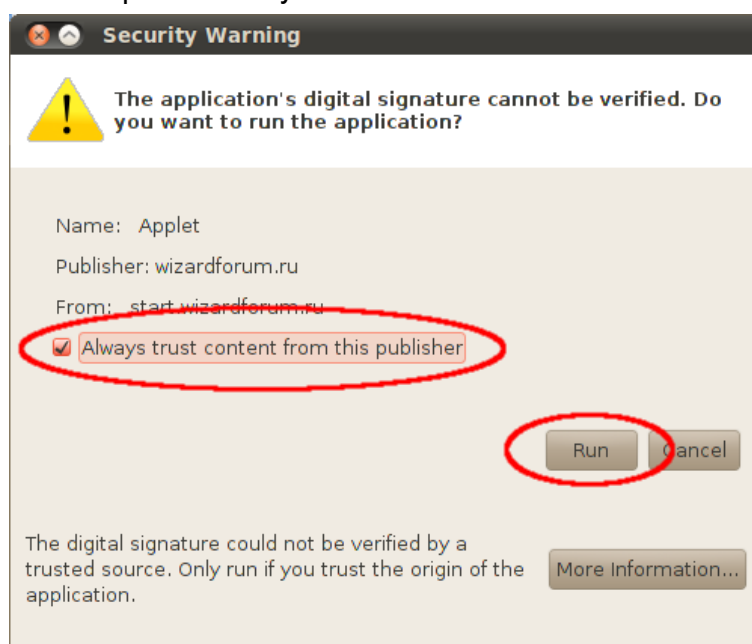 Security Warning
The application's digital signature cannot be verified. Do
you want to run the application?
Name: Applet
Publisher: wizardforum.ru
From: start.wizardforum.ru
Always trust content from this publisher
Run Cancel
The digital signature could not be verified by a
trusted source. Only run if you trust the origin of the
application.
More Information...